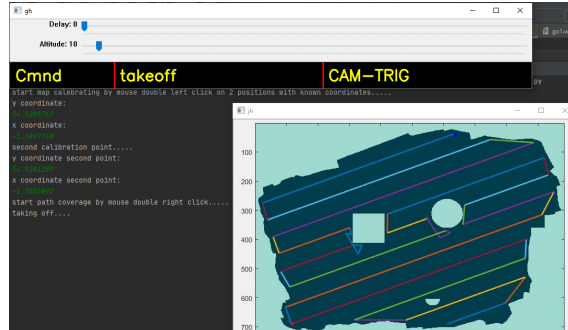 gh
Delay: 0
Altitude: 10
Cmnd takeoff CAM-TRIG
start map calebrating by mouse double left click on 2 positions with known coordinates.....
y coordinate:
x coordinate:
second calibration point.....
y coordinate second point:
x coordinate second point:
start path coverage by mouse double right click.....
taking off....
py
100
200
300
400
500
600
700